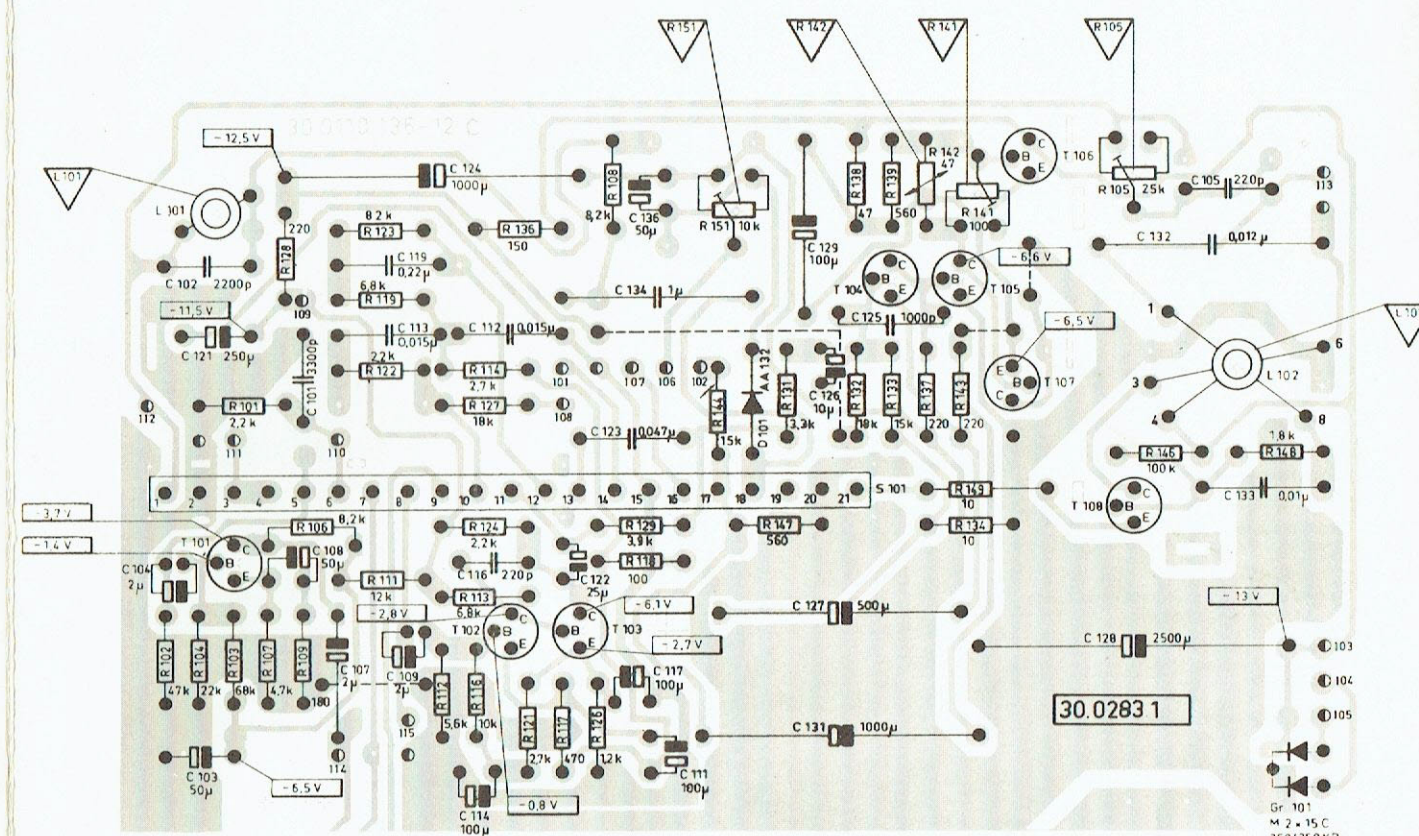 R 151
R 142
R 141
R 105
30.0110.136-12 C
- 12,5 V
L 101
L 101
C 124
1000µ
R 108
8,2k
C 136
50µ
R 151 10k
R 138
47
R 139
560
R 142
47
R 141
100
C
B
E
T 106
R 105 25k
C 105 220p
113
220
R 128
8,2k
R 123
R 136
150
C 129
100µ
C 132 0,012µ
C 102 2200p
C 119
0,22µ
6,8k
R 119
C 134 1µ
T 104
C
B
E
C
B
E
T 105
- 6,6 V
- 11,5 V
109
C 121 250µ
C 101 3300p
C 113
0,015µ
C 112 0,015µ
C 125 1000p
- 6,5 V
1
6
3
4
8
L 102
2,2k
R 122
R 114
2,7k
101
107
106
102
R 144
15k
AA 132
D 101
R 131
3,3k
C 126
10µ
R 132
18k
R 133
15k
R 137
220
R 143
220
E
B
C
T 107
112
R 101
2,2k
R 127
18k
108
111
110
C 123 0,047µ
R 146
100k
1,8k
R 148
1 2 3 4 5 6 7 8 9 10 11 12 13 14 15 16 17 18 19 20 21 S 101
R 149
10
C 133 0,01µ
T 108
C
B
E
- 3,7 V
- 1,4 V
T 101
C
B
E
R 106
8,2k
C 108
50µ
R 124
2,2k
R 129
3,9k
R 147
560
R 134
10
C 104
2µ
R 111
12k
C 116 220p
C 122
25µ
R 118
100
R 113
6,8k
- 2,8 V
T 102
C
B
E
C
B
E
T 103
- 6,1 V
- 2,7 V
C 127 500µ
- 13 V
C 128 2500µ
103
R 102
47k
R 104
22k
R 103
68k
R 107
4,7k
R 109
180
C 107
2µ
C 109
2µ
R 112
5,6k
R 116
10k
C 117
100µ
104
30.0283.1
105
115
114
R 121
2,7k
R 117
470
R 126
1,2k
C 131 1000µ
C 103
50µ
- 6,5 V
C 111
100µ
C 114
100µ
- 0,8 V
Gr. 101
M 2 × 15 C